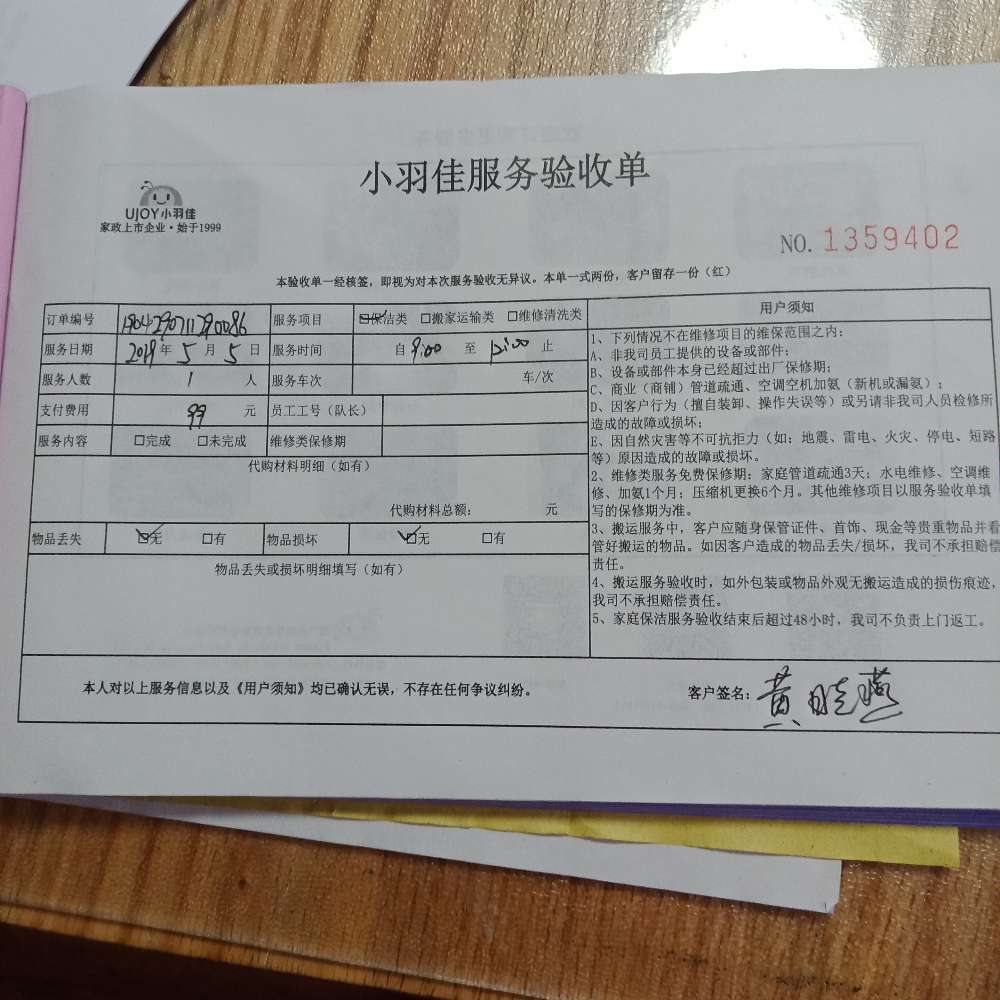 小羽佳服务验收单
UJOY小羽佳
家政上市企业·始于1999
NO. 1359402
本验收单一经核签,即视为对本次服务验收无异议。本单一式两份,客户留存一份(红)
订单编号 服务项目 ☑保洁类 □搬家运输类 □维修清洗类
服务日期 2019年5月5日 服务时间 自 9:00 至 12:00 止
服务人数 1 人 服务车次 车/次
支付费用 99 元 员工工号(队长)
服务内容 □完成 □未完成 维修类保修期
代购材料明细(如有)
代购材料总额: 元
物品丢失 ☑无 □有 物品损坏 ☑无 □有
物品丢失或损坏明细填写(如有)
用户须知
1、下列情况不在维修项目的维保范围之内:
A、非我司员工提供的设备或部件;
B、设备或部件本身已经超过出厂保修期;
C、商业(商铺)管道疏通、空调空机加氨(新机或漏氨);
D、因客户行为(擅自装卸、操作失误等)或另请非我司人员检修所
造成的故障或损坏;
E、因自然灾害等不可抗拒力(如:地震、雷电、火灾、停电、短路
等)原因造成的故障或损坏。
2、维修类服务免费保修期:家庭管道疏通3天;水电维修、空调维
修、加氨1个月;压缩机更换6个月。其他维修项目以服务验收单填
写的保修期为准。
3、搬运服务中,客户应随身保管证件、首饰、现金等贵重物品并看
管好搬运的物品。如因客户造成的物品丢失/损坏,我司不承担赔偿
责任。
4、搬运服务验收时,如外包装或物品外观无搬运造成的损伤痕迹,
我司不承担赔偿责任。
5、家庭保洁服务验收结束后超过48小时,我司不负责上门返工。
本人对以上服务信息以及《用户须知》均已确认无误,不存在任何争议纠纷。
客户签名:黄晓燕